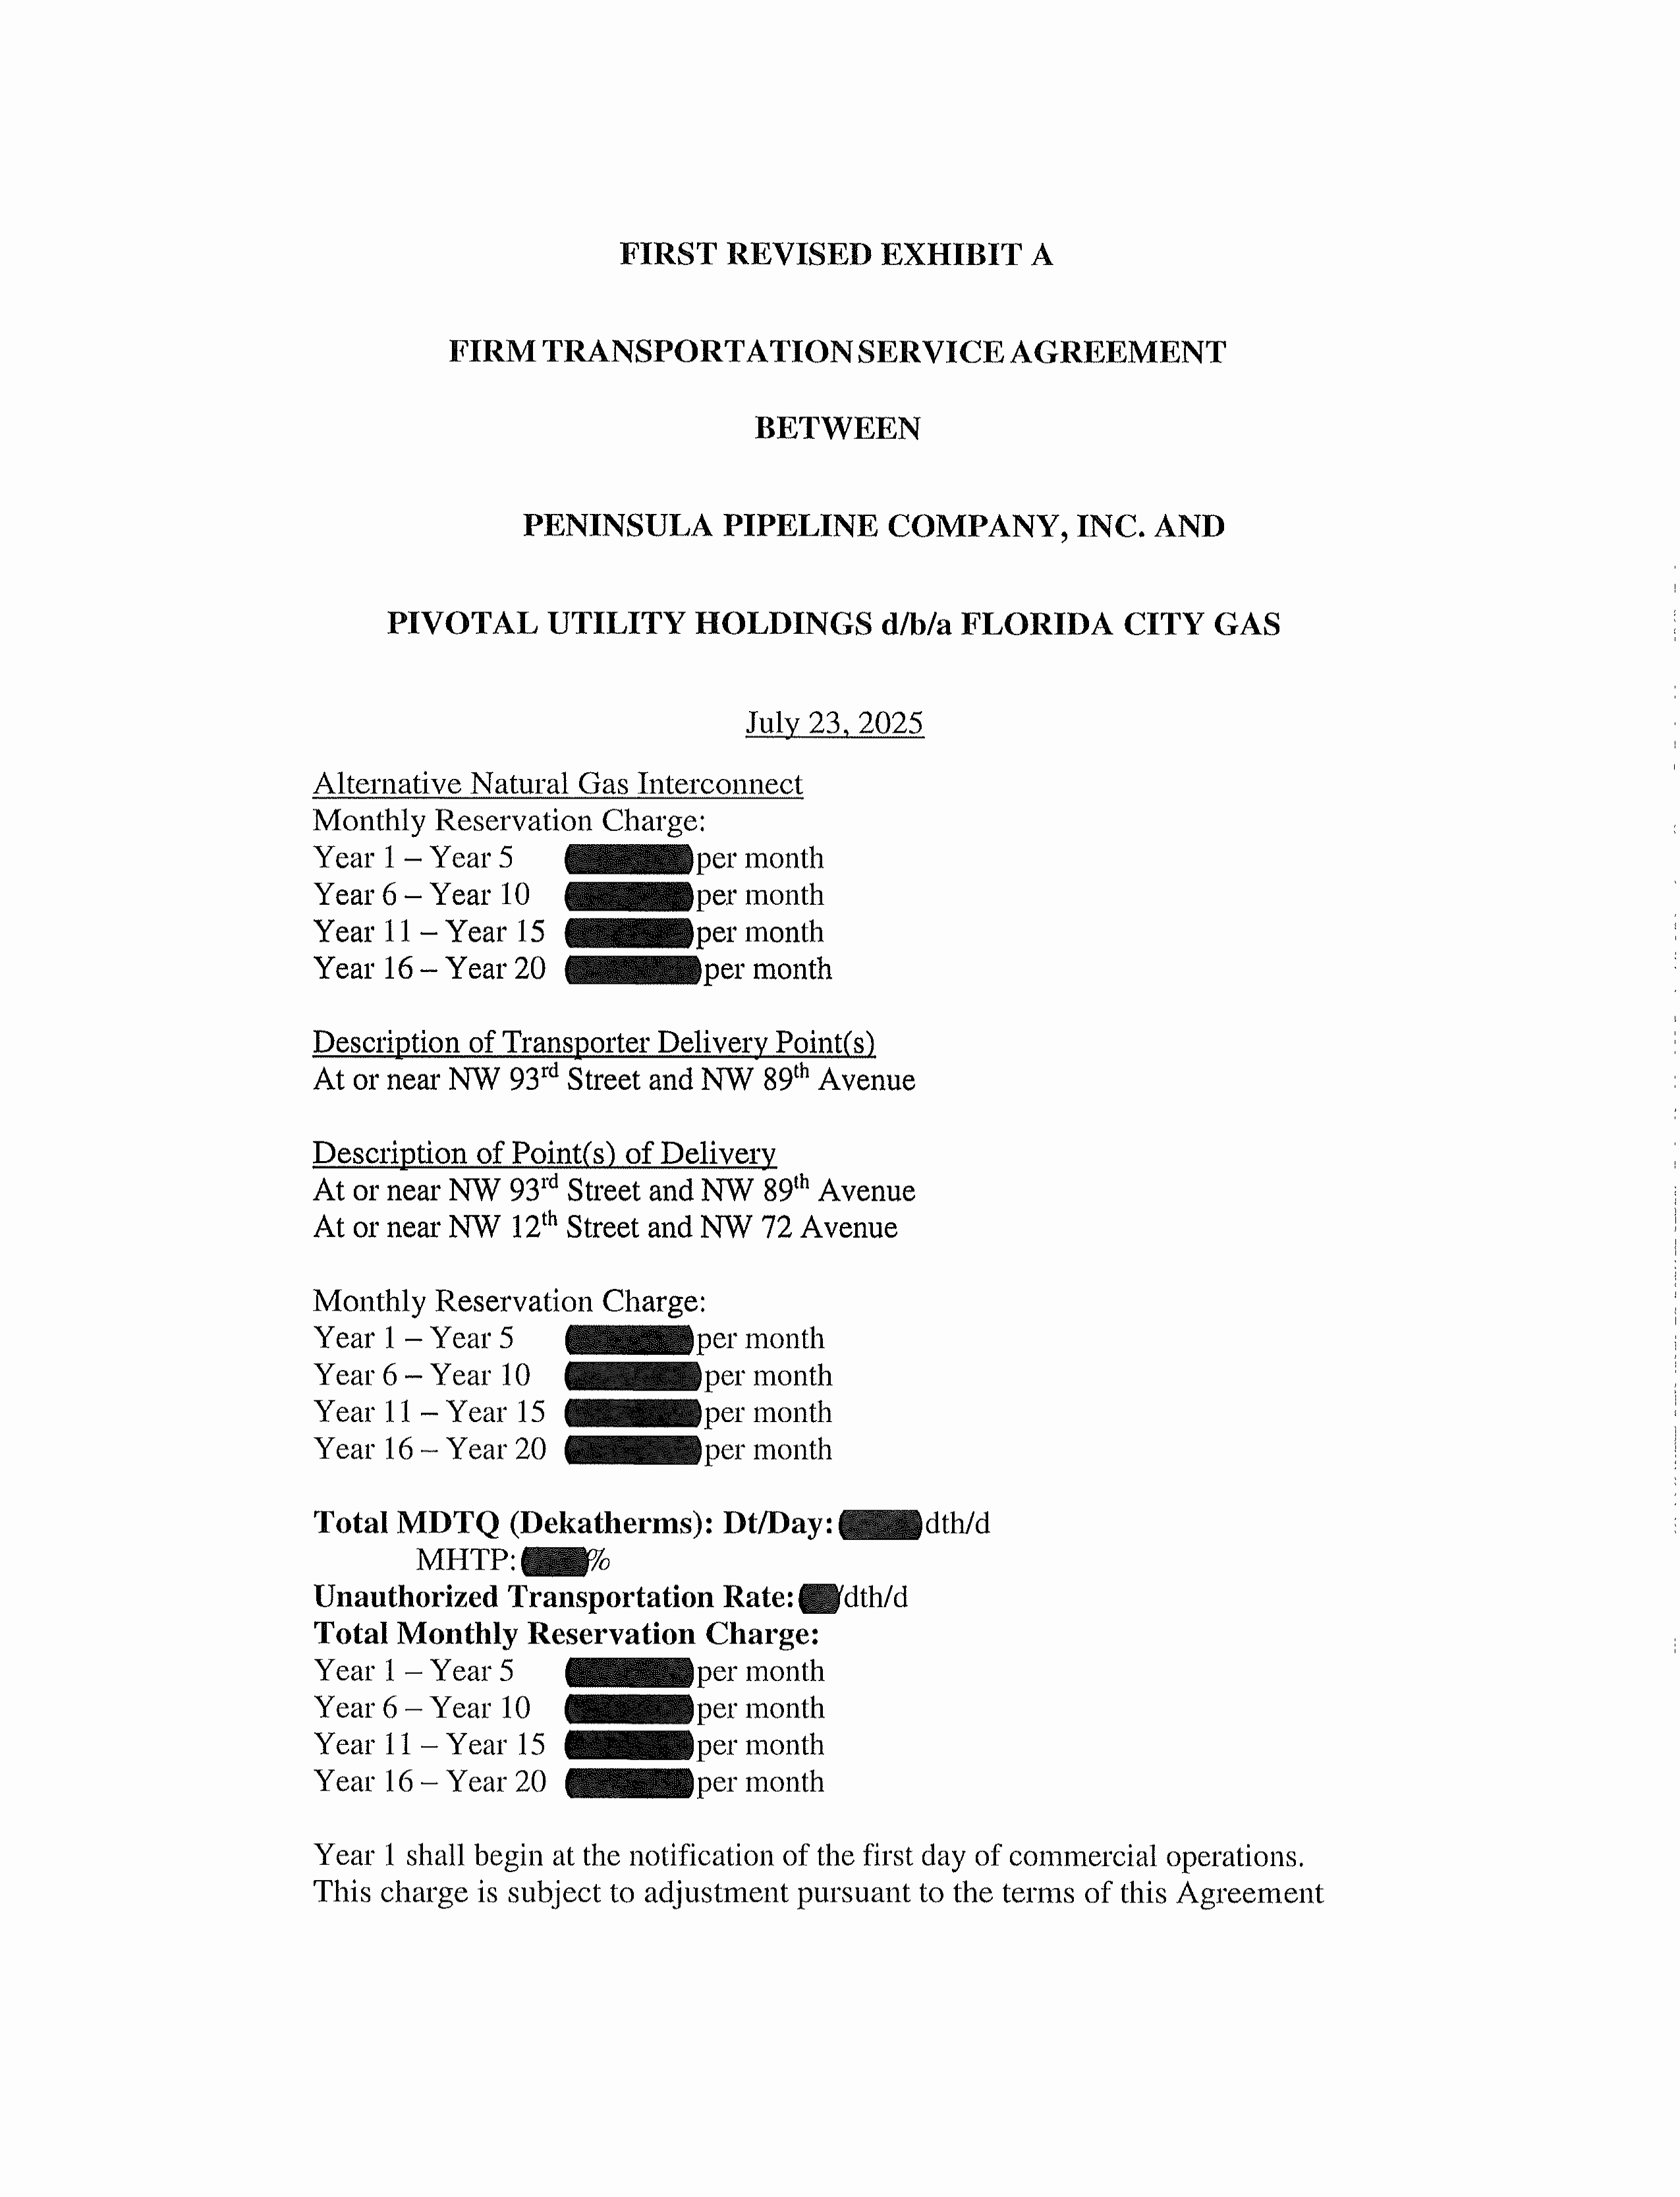 FIRST REVISED EXHIBIT A
FIRM TRANSPORTATION SERVICE AGREEMENT
BETWEEN
PENINSULA PIPELINE COMPANY, INC. AND
PIVOTAL UTILITY HOLDINGS d/b/a FLORIDA CITY GAS
July 23, 2025
Alternative Natural Gas Interconnect
Monthly Reservation Charge:
Year 1 – Year 5 per month
Year 6 – Year 10 per month
Year 11 – Year 15 per month
Year 16 – Year 20 per month
Description of Transporter Delivery Point(s)
At or near NW 93rd Street and NW 89th Avenue
Description of Point(s) of Delivery
At or near NW 93rd Street and NW 89th Avenue
At or near NW 12th Street and NW 72 Avenue
Monthly Reservation Charge:
Year 1 – Year 5 per month
Year 6 – Year 10 per month
Year 11 – Year 15 per month
Year 16 – Year 20 per month
Total MDTQ (Dekatherms): Dt/Day: dth/d
MHTP: %
Unauthorized Transportation Rate: /dth/d
Total Monthly Reservation Charge:
Year 1 – Year 5 per month
Year 6 – Year 10 per month
Year 11 – Year 15 per month
Year 16 – Year 20 per month
Year 1 shall begin at the notification of the first day of commercial operations.
This charge is subject to adjustment pursuant to the terms of this Agreement